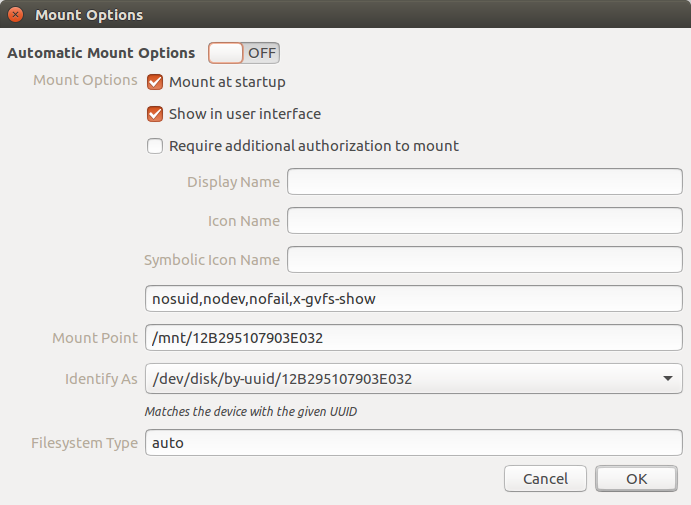 Mount Options
Automatic Mount Options OFF
Mount Options Mount at startup
Show in user interface
Require additional authorization to mount
Display Name
Icon Name
Symbolic Icon Name
nosuid,nodev,nofail,x-gvfs-show
Mount Point /mnt/12B295107903E032
Identify As /dev/disk/by-uuid/12B295107903E032
Matches the device with the given UUID
Filesystem Type auto
Cancel OK